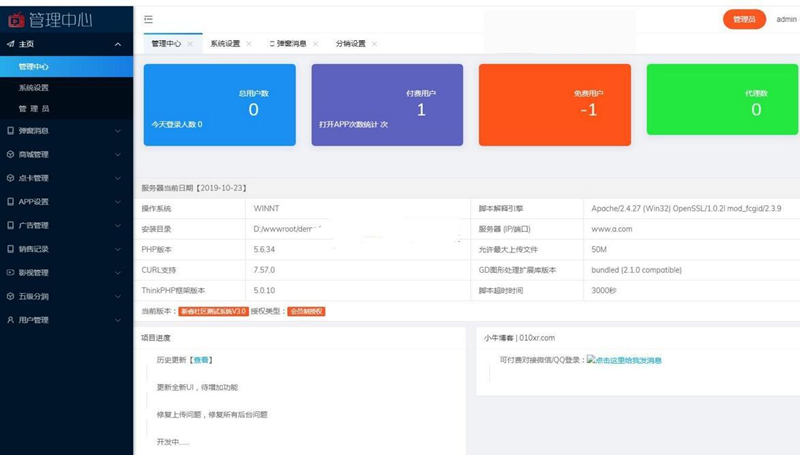 管理中心
管理员 admin
主页
管理中心
系统设置
管 理 员
弹窗消息
商城管理
点卡管理
APP设置
广告管理
销售记录
影视管理
五级分润
用户管理
管理中心 系统设置 弹窗消息 分销设置
总用户数
0
今天登录人数 0
付费用户
1
打开APP次数统计 次
免费用户
-1
代理数
0
服务器当前日期【2019-10-23】
操作系统 WINNT 脚本解释引擎 Apache/2.4.27 (Win32) OpenSSL/1.0.2l mod_fcgid/2.3.9
安装目录 D:/wwwroot/dem 服务器 (IP/端口) www.a.com
PHP版本 5.6.34 允许最大上传文件 50M
CURL支持 7.57.0 GD图形处理扩展库版本 bundled (2.1.0 compatible)
ThinkPHP框架版本 5.0.10 脚本超时时间 3000秒
当前版本： 新睿社区测试系统V3.0 授权类型： 会员制授权
项目进度
历史更新【查看】
更新全新UI，待增加功能
修复上传问题，修复所有后台问题
开发中......
小牛博客 | 010xr.com
可付费对接微信/QQ登录： 点击这里给我发消息